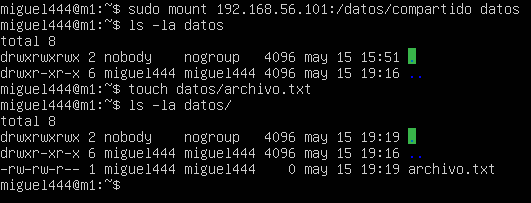 miguel444@m1:~$ sudo mount 192.168.56.101:/datos/compartido datos
miguel444@m1:~$ ls -la datos
total 8
drwxrwxrwx 2 nobody    nogroup   4096 may 15 15:51 .
drwxr-xr-x 6 miguel444 miguel444 4096 may 15 19:16 ..
miguel444@m1:~$ touch datos/archivo.txt
miguel444@m1:~$ ls -la datos/
total 8
drwxrwxrwx 2 nobody    nogroup   4096 may 15 19:19 .
drwxr-xr-x 6 miguel444 miguel444 4096 may 15 19:16 ..
-rw-rw-r-- 1 miguel444 miguel444    0 may 15 19:19 archivo.txt
miguel444@m1:~$